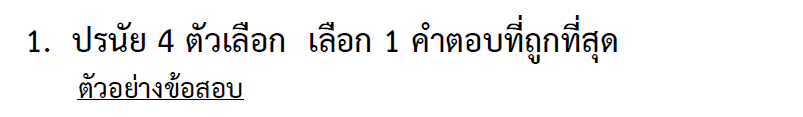 1. ปรนัย 4 ตัวเลือก เลือก 1 คำตอบที่ถูกที่สุด
ตัวอย่างข้อสอบ